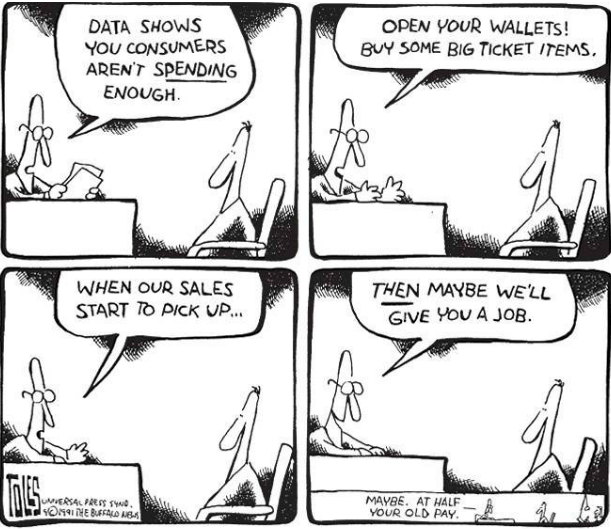 DATA SHOWS
YOU CONSUMERS
AREN'T SPENDING
ENOUGH.
OPEN YOUR WALLETS!
BUY SOME BIG TICKET ITEMS.
WHEN OUR SALES
START TO PICK UP...
TOLES
UNIVERSAL PRESS SYND.
©1991 THE BUFFALO NEWS
THEN MAYBE WE'LL
GIVE YOU A JOB.
MAYBE. AT HALF
YOUR OLD PAY.